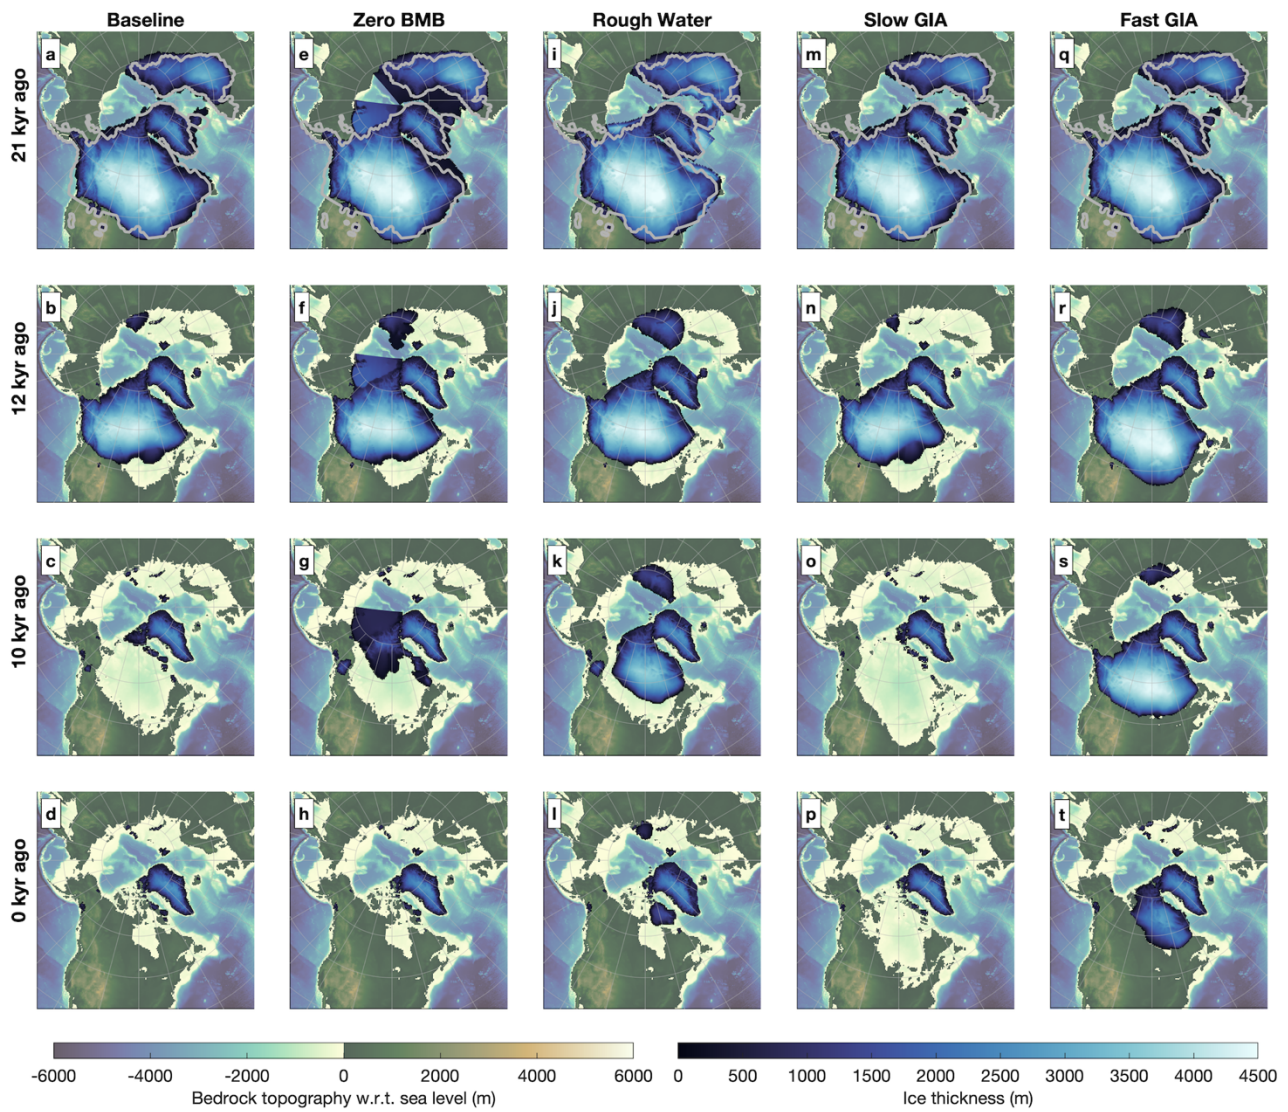 Baseline Zero BMB Rough Water Slow GIA Fast GIA
21 kyr ago
a e i m q
12 kyr ago
b f j n r
10 kyr ago
c g k o s
0 kyr ago
d h l p t
-6000 -4000 -2000 0 2000 4000 6000
Bedrock topography w.r.t. sea level (m)
0 500 1000 1500 2000 2500 3000 3500 4000 4500
Ice thickness (m)